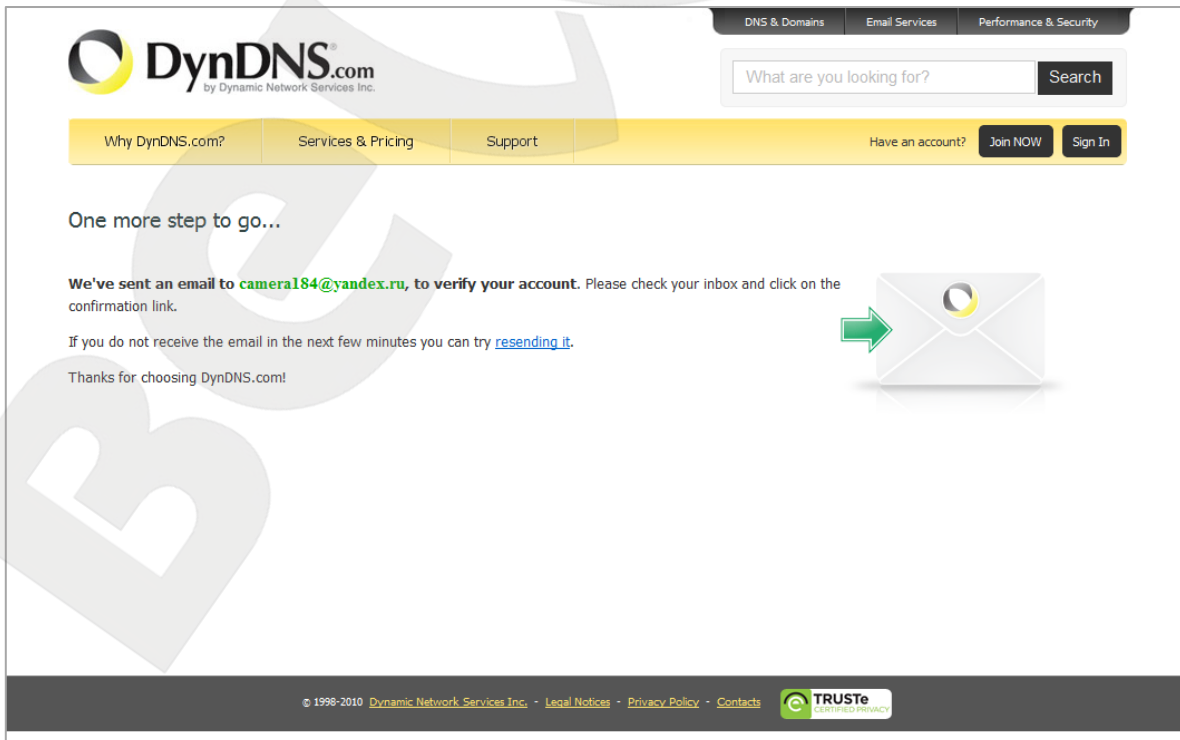 DNS & Domains Email Services Performance & Security
DynDNS.com
by Dynamic Network Services Inc.
What are you looking for? Search
Why DynDNS.com? Services & Pricing Support Have an account? Join NOW Sign In
One more step to go...
We've sent an email to camera184@yandex.ru, to verify your account. Please check your inbox and click on the
confirmation link.
If you do not receive the email in the next few minutes you can try resending it.
Thanks for choosing DynDNS.com!
© 1998-2010 Dynamic Network Services Inc. - Legal Notices - Privacy Policy - Contacts
TRUSTe
CERTIFIED PRIVACY